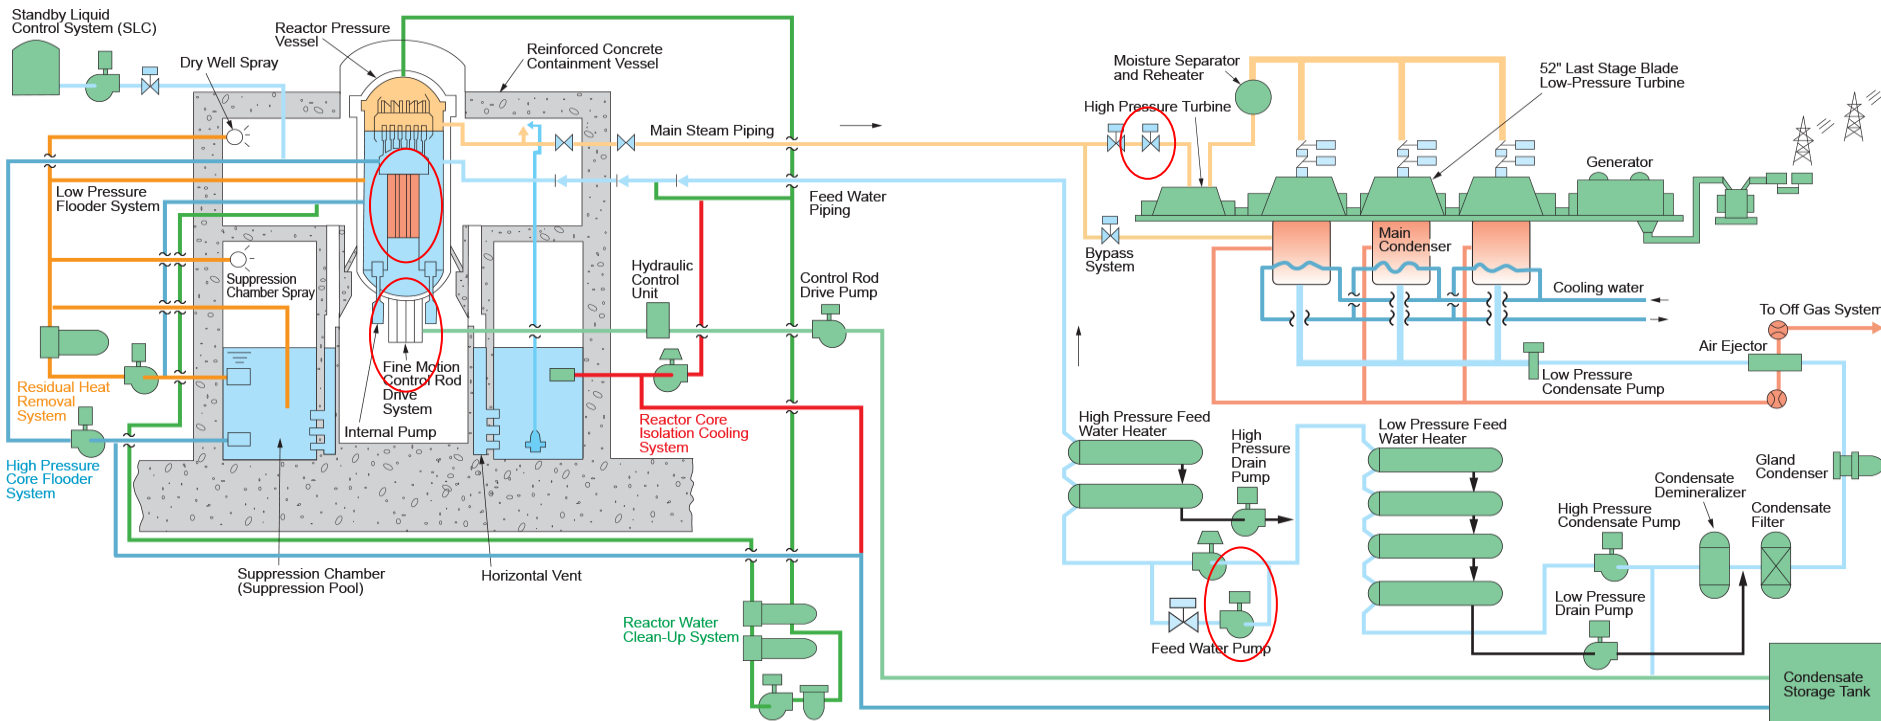 Standby Liquid
Control System (SLC)
Reactor Pressure
Vessel
Dry Well Spray
Reinforced Concrete
Containment Vessel
Main Steam Piping
Moisture Separator
and Reheater
High Pressure Turbine
52" Last Stage Blade
Low-Pressure Turbine
Generator
Low Pressure
Flooder System
Feed Water
Piping
Bypass
System
Main
Condenser
Cooling water
Suppression
Chamber Spray
Hydraulic
Control
Unit
Control Rod
Drive Pump
To Off Gas System
Air Ejector
Low Pressure
Condensate Pump
Residual Heat
Removal
System
Fine Motion
Control Rod
Drive
System
Internal Pump
Reactor Core
Isolation Cooling
System
High Pressure Feed
Water Heater
High
Pressure
Drain
Pump
Low Pressure Feed
Water Heater
Gland
Condenser
High Pressure
Core Flooder
System
Condensate
Demineralizer
Condensate
Filter
High Pressure
Condensate Pump
Suppression Chamber
(Suppression Pool)
Horizontal Vent
Low Pressure
Drain Pump
Reactor Water
Clean-Up System
Feed Water Pump
Condensate
Storage Tank